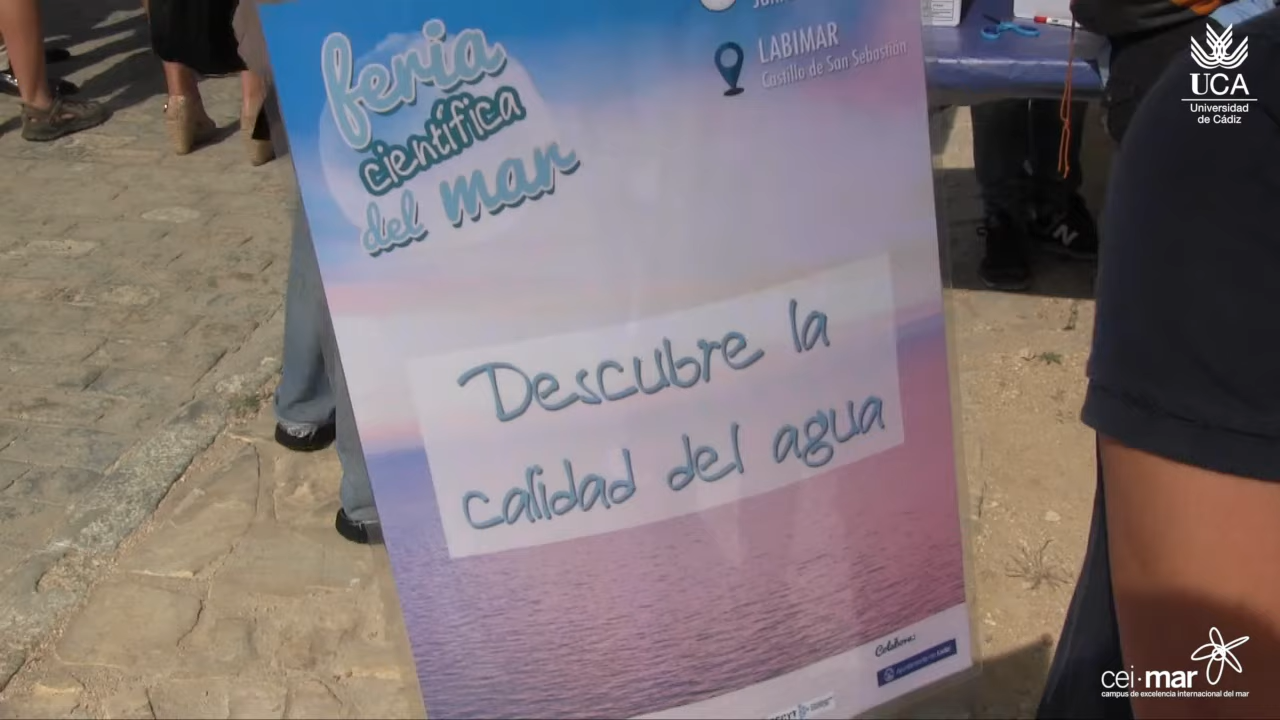 feria
científica
del mar
LABIMAR
Castillo de San Sebastián,
Descubre la
calidad del agua
Colabora:
UCA
Universidad
de Cádiz
N
cei·mar
campus de excelencia internacional del mar